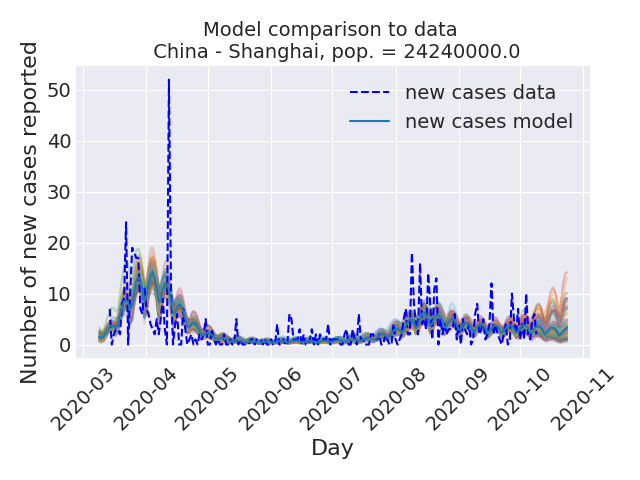 Model comparison to data
China - Shanghai, pop. = 24240000.0
Number of new cases reported
50
40
30
20
10
0
new cases data
new cases model
2020-03
2020-04
2020-05
2020-06
2020-07
2020-08
2020-09
2020-10
2020-11
Day